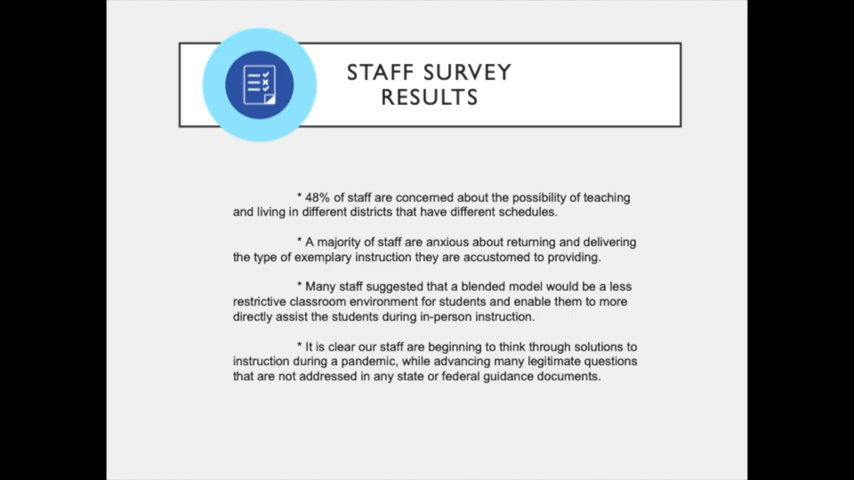 STAFF SURVEY
RESULTS
* 48% of staff are concerned about the possibility of teaching
and living in different districts that have different schedules.
* A majority of staff are anxious about returning and delivering
the type of exemplary instruction they are accustomed to providing.
* Many staff suggested that a blended model would be a less
restrictive classroom environment for students and enable them to more
directly assist the students during in-person instruction.
* It is clear our staff are beginning to think through solutions to
instruction during a pandemic, while advancing many legitimate questions
that are not addressed in any state or federal guidance documents.